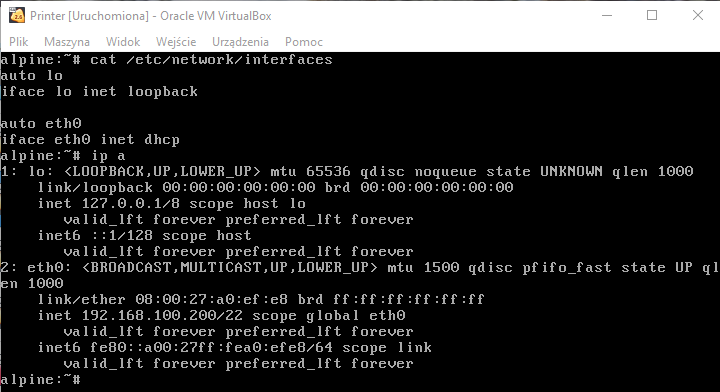 Printer [Uruchomiona] - Oracle VM VirtualBox
Plik Maszyna Widok Wejście Urządzenia Pomoc
alpine:~# cat /etc/network/interfaces
auto lo
iface lo inet loopback

auto eth0
iface eth0 inet dhcp
alpine:~# ip a
1: lo: <LOOPBACK,UP,LOWER_UP> mtu 65536 qdisc noqueue state UNKNOWN qlen 1000
    link/loopback 00:00:00:00:00:00 brd 00:00:00:00:00:00
    inet 127.0.0.1/8 scope host lo
       valid_lft forever preferred_lft forever
    inet6 ::1/128 scope host
       valid_lft forever preferred_lft forever
2: eth0: <BROADCAST,MULTICAST,UP,LOWER_UP> mtu 1500 qdisc pfifo_fast state UP ql
en 1000
    link/ether 08:00:27:a0:ef:e8 brd ff:ff:ff:ff:ff:ff
    inet 192.168.100.200/22 scope global eth0
       valid_lft forever preferred_lft forever
    inet6 fe80::a00:27ff:fea0:efe8/64 scope link
       valid_lft forever preferred_lft forever
alpine:~#